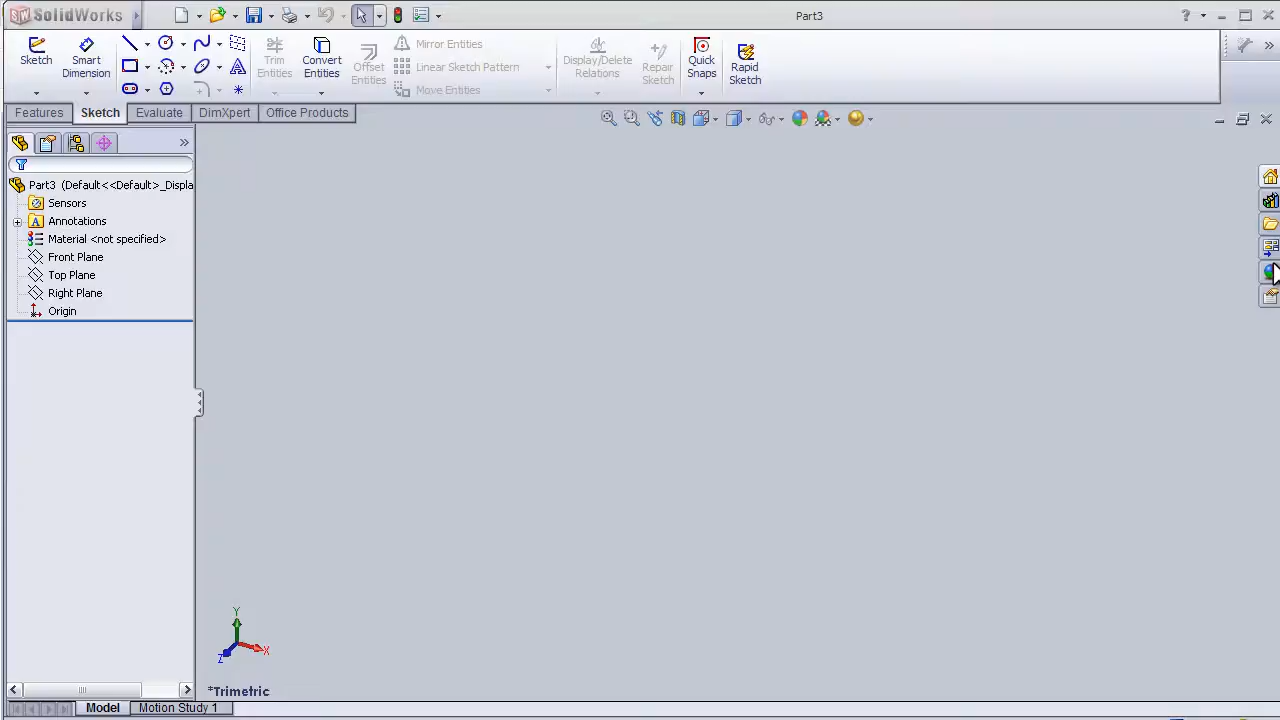 SolidWorks
Part3
Sketch
Smart
Dimension
Trim
Entities
Convert
Entities
Offset
Entities
Mirror Entities
Linear Sketch Pattern
Move Entities
Display/Delete
Relations
Repair
Sketch
Quick
Snaps
Rapid
Sketch
Features
Sketch
Evaluate
DimXpert
Office Products
Part3 (Default<<Default>_Displa
Sensors
Annotations
Material <not specified>
Front Plane
Top Plane
Right Plane
Origin
Y
X
Z
*Trimetric
Model
Motion Study 1